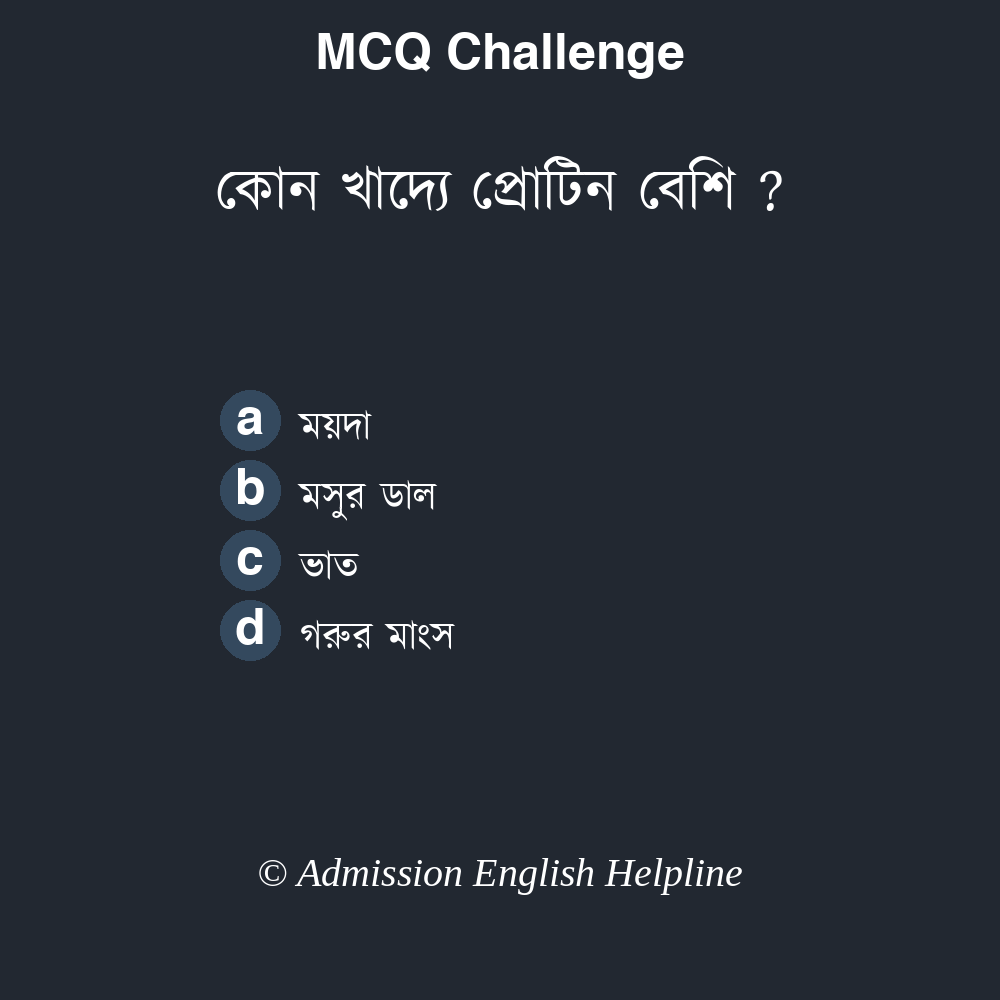 MCQ Challenge
কোন খাদ্যে প্রোটিন বেশি ?
a ময়দা
b মসুর ডাল
c ভাত
d গরুর মাংস
© Admission English Helpline